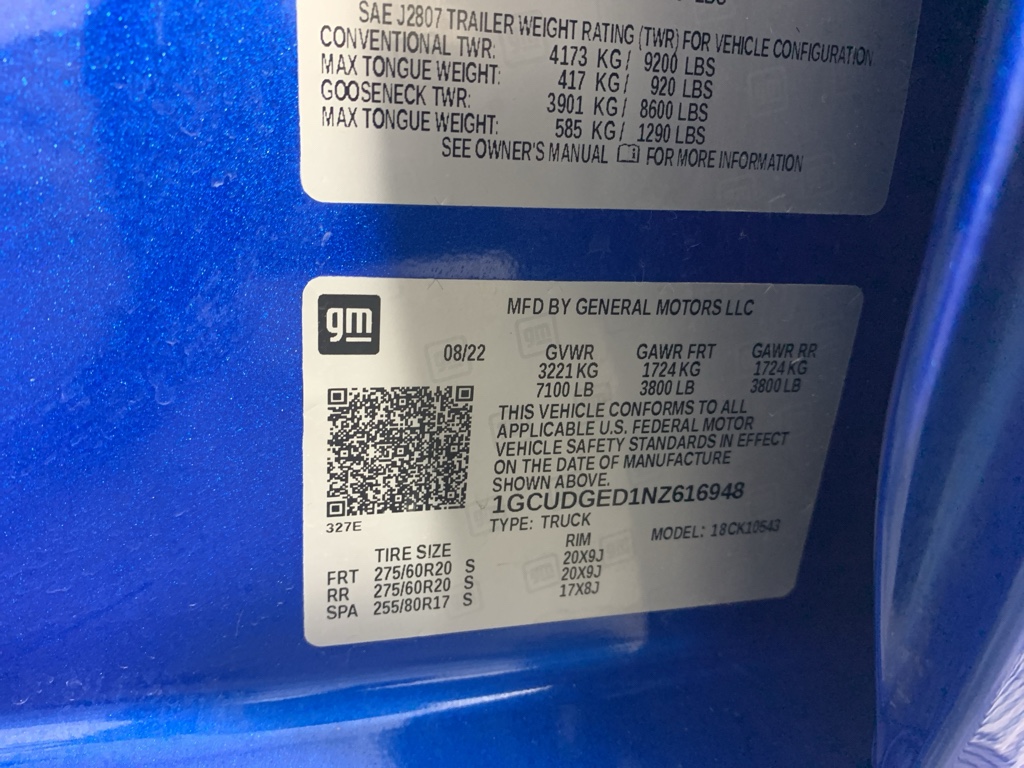 LBS
SAE J2807 TRAILER WEIGHT RATING (TWR) FOR VEHICLE CONFIGURATION
CONVENTIONAL TWR: 4173 KG/ 9200 LBS
MAX TONGUE WEIGHT: 417 KG/ 920 LBS
GOOSENECK TWR: 3901 KG/ 8600 LBS
MAX TONGUE WEIGHT: 585 KG/ 1290 LBS
SEE OWNER'S MANUAL FOR MORE INFORMATION
gm
MFD BY GENERAL MOTORS LLC
08/22 GVWR GAWR FRT GAWR RR
3221 KG 1724 KG 1724 KG
7100 LB 3800 LB 3800 LB
THIS VEHICLE CONFORMS TO ALL
APPLICABLE U.S. FEDERAL MOTOR
VEHICLE SAFETY STANDARDS IN EFFECT
ON THE DATE OF MANUFACTURE
SHOWN ABOVE.
1GCUDGED1NZ616948
327E
TYPE: TRUCK MODEL: 18CK10543
TIRE SIZE RIM
FRT 275/60R20 S 20X9J
RR 275/60R20 S 20X9J
SPA 255/80R17 S 17X8J